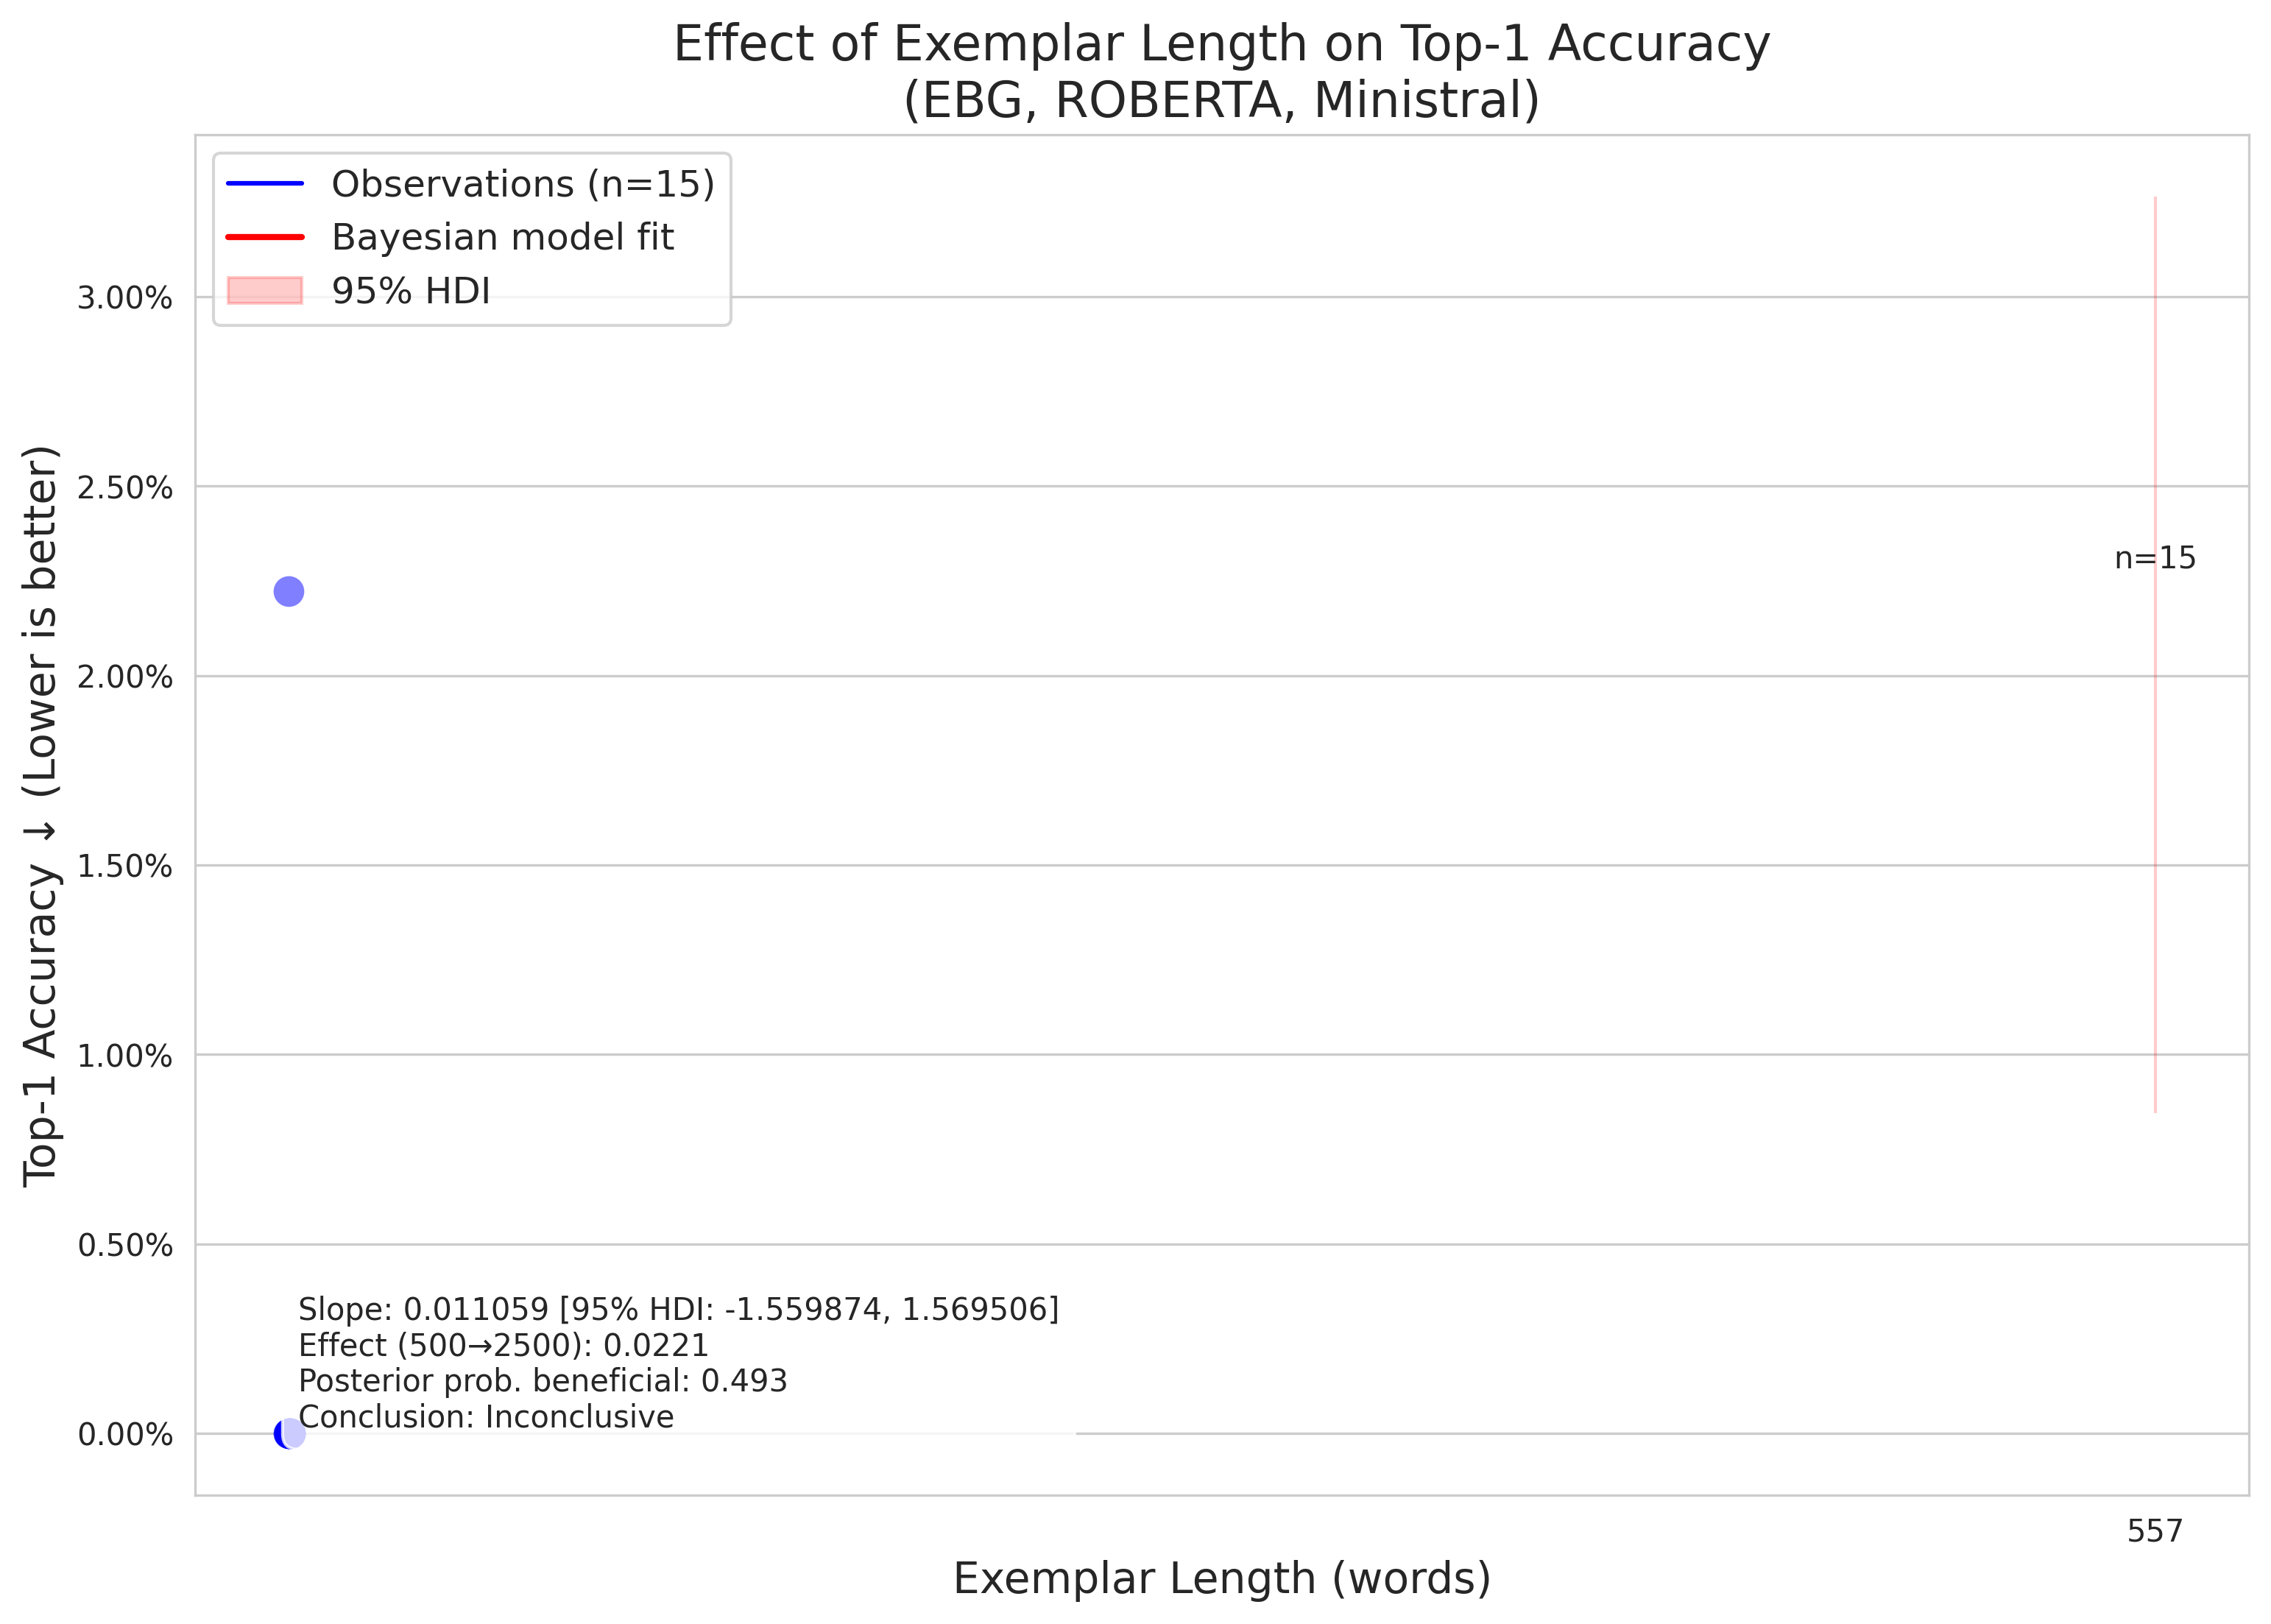 Effect of Exemplar Length on Top-1 Accuracy
(EBG, ROBERTA, Ministral)
Observations (n=15)
Bayesian model fit
95% HDI
3.00%
2.50%
2.00%
1.50%
1.00%
0.50%
0.00%
Top-1 Accuracy ↓ (Lower is better)
n=15
Slope: 0.011059 [95% HDI: -1.559874, 1.569506]
Effect (500→2500): 0.0221
Posterior prob. beneficial: 0.493
Conclusion: Inconclusive
557
Exemplar Length (words)